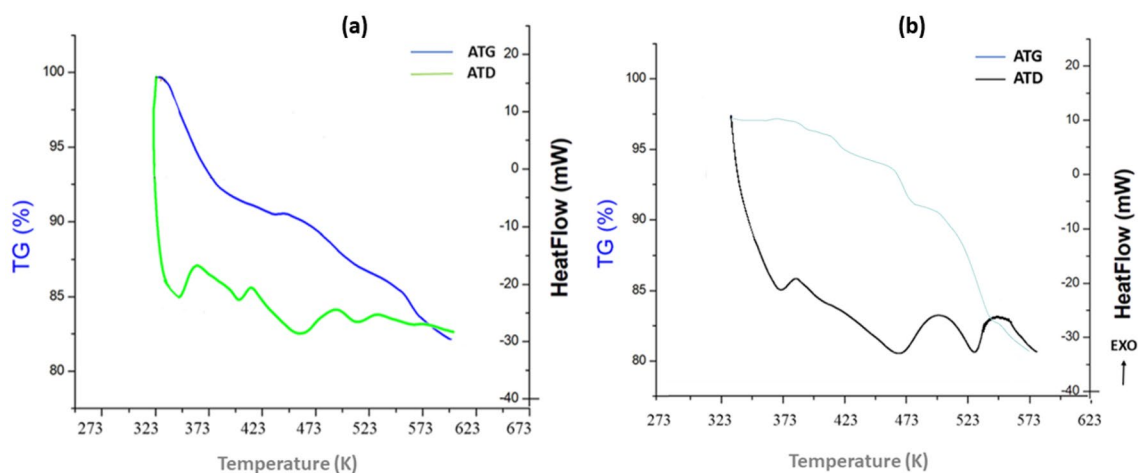 (a)
ATG
ATD
20
10
0
-10
-20
-30
-40
HeatFlow (mW)
100
95
90
85
80
TG (%)
273 323 373 423 473 523 573 623 673
Temperature (K)
(b)
ATG
ATD
20
10
0
-10
-20
-30
-40
HeatFlow (mW)
EXO
100
95
90
85
80
TG (%)
273 323 373 423 473 523 573 623
Temperature (K)